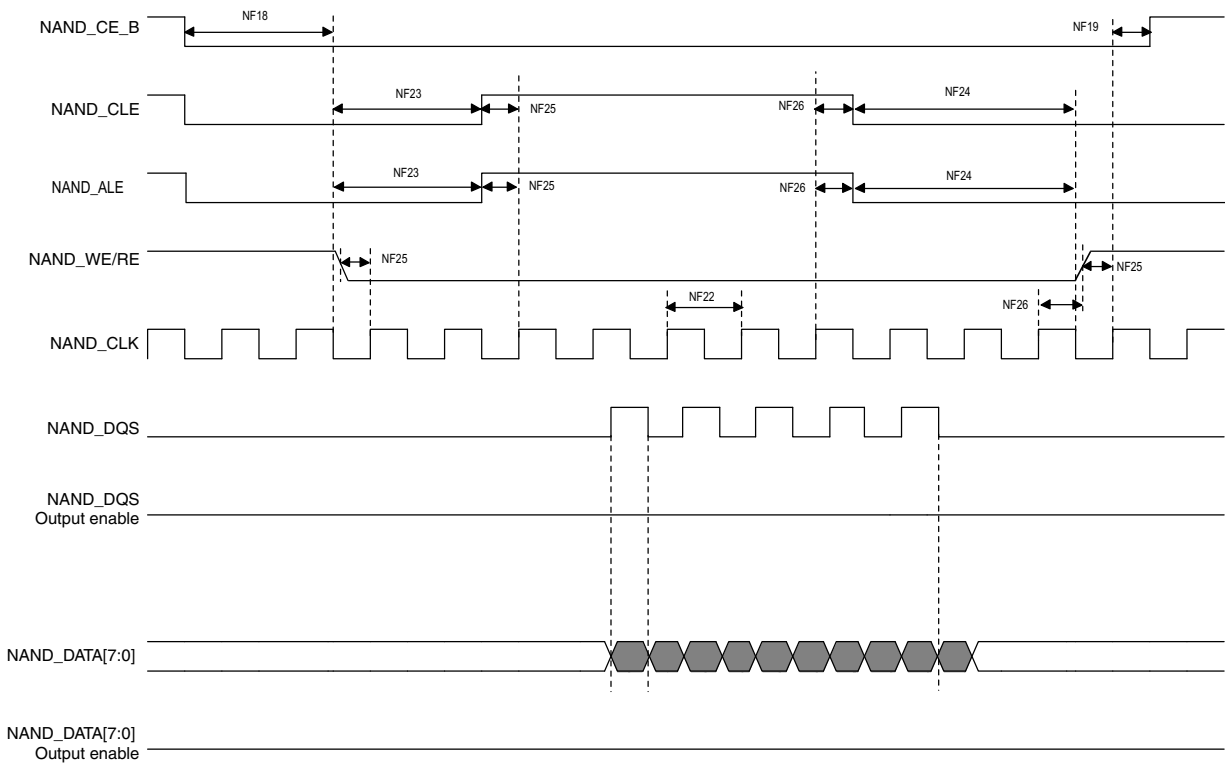 NF18
NAND_CE_B
NF19
NF23
NF24
NAND_CLE
NF25
NF26
NF23
NF24
NAND_ALE
NF25
NF26
NAND_WE/RE
NF25
NF25
NF22
NF26
NAND_CLK
NAND_DQS
NAND_DQS
Output enable
NAND_DATA[7:0]
NAND_DATA[7:0]
Output enable